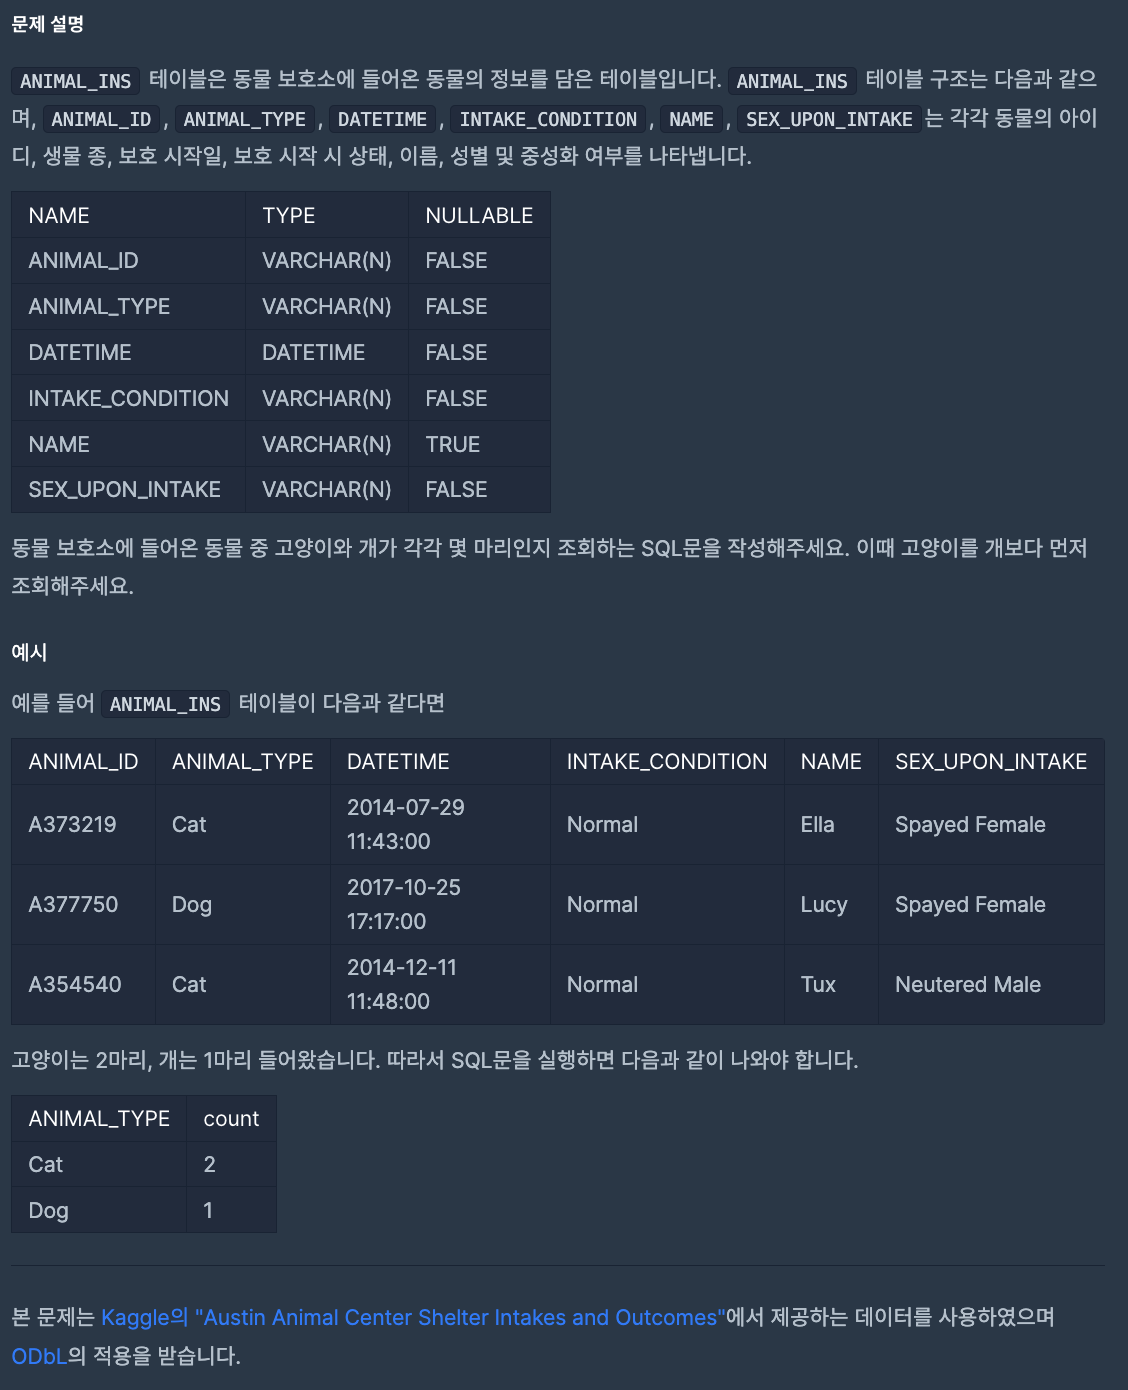 문제 설명
ANIMAL_INS 테이블은 동물 보호소에 들어온 동물의 정보를 담은 테이블입니다. ANIMAL_INS 테이블 구조는 다음과 같으
며, ANIMAL_ID, ANIMAL_TYPE, DATETIME, INTAKE_CONDITION, NAME, SEX_UPON_INTAKE는 각각 동물의 아이
디, 생물 종, 보호 시작일, 보호 시작 시 상태, 이름, 성별 및 중성화 여부를 나타냅니다.
NAME TYPE NULLABLE
ANIMAL_ID VARCHAR(N) FALSE
ANIMAL_TYPE VARCHAR(N) FALSE
DATETIME DATETIME FALSE
INTAKE_CONDITION VARCHAR(N) FALSE
NAME VARCHAR(N) TRUE
SEX_UPON_INTAKE VARCHAR(N) FALSE
동물 보호소에 들어온 동물 중 고양이와 개가 각각 몇 마리인지 조회하는 SQL문을 작성해주세요. 이때 고양이를 개보다 먼저
조회해주세요.
예시
예를 들어 ANIMAL_INS 테이블이 다음과 같다면
ANIMAL_ID ANIMAL_TYPE DATETIME INTAKE_CONDITION NAME SEX_UPON_INTAKE
A373219 Cat 2014-07-29 11:43:00 Normal Ella Spayed Female
A377750 Dog 2017-10-25 17:17:00 Normal Lucy Spayed Female
A354540 Cat 2014-12-11 11:48:00 Normal Tux Neutered Male
고양이는 2마리, 개는 1마리 들어왔습니다. 따라서 SQL문을 실행하면 다음과 같이 나와야 합니다.
ANIMAL_TYPE count
Cat 2
Dog 1
본 문제는 Kaggle의 "Austin Animal Center Shelter Intakes and Outcomes"에서 제공하는 데이터를 사용하였으며
ODbL의 적용을 받습니다.